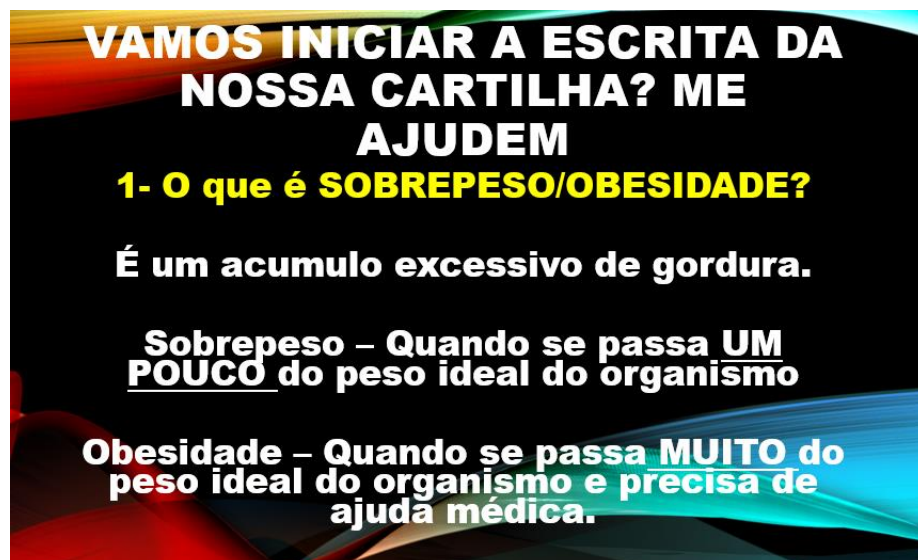 VAMOS INICIAR A ESCRITA DA
NOSSA CARTILHA? ME
AJUDEM
1- O que é SOBREPESO/OBESIDADE?
É um acumulo excessivo de gordura.
Sobrepeso – Quando se passa UM
POUCO do peso ideal do organismo
Obesidade – Quando se passa MUITO do
peso ideal do organismo e precisa de
ajuda médica.